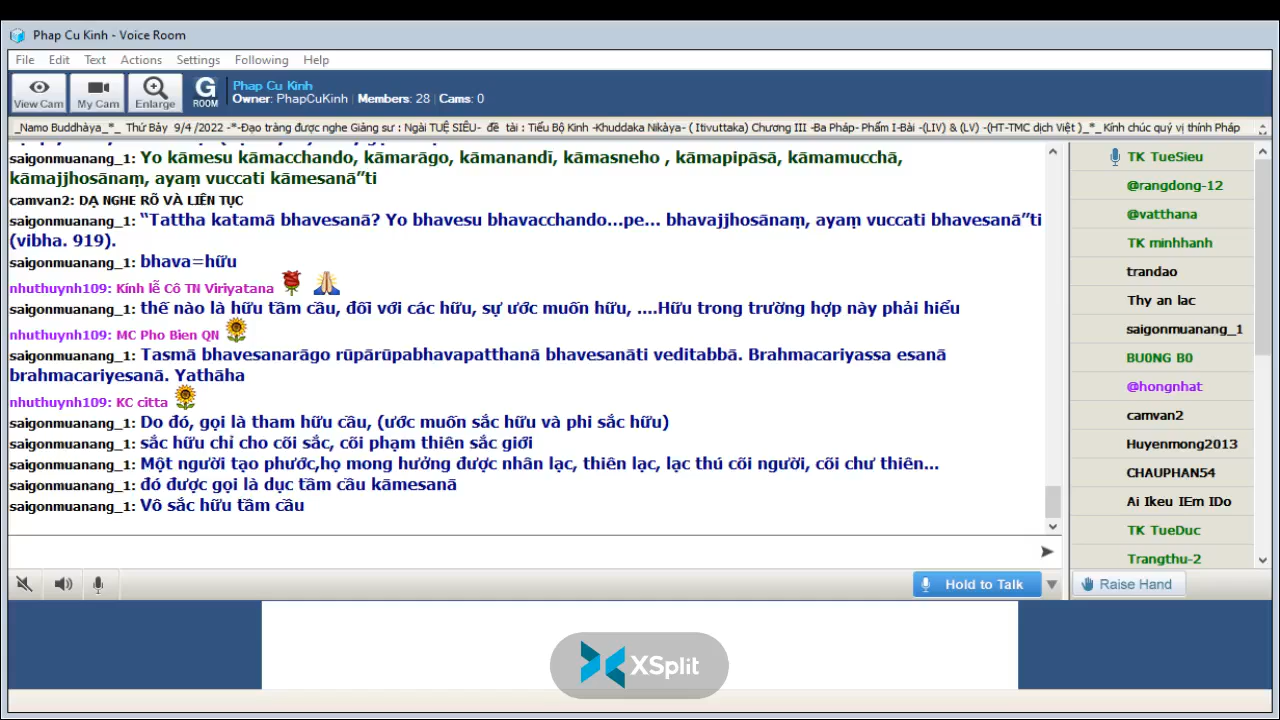 Phap Cu Kinh - Voice Room
File Edit Text Actions Settings Following Help
View Cam My Cam Enlarge G ROOM
Phap Cu Kinh
Owner: PhapCuKinh Members: 28 Cams: 0
_Namo Buddhàya_*_ Thứ Bảy 9/4 /2022 -*-Đạo tràng được nghe Giảng sư : Ngài TUỆ SIÊU- đề tài : Tiểu Bộ Kinh -Khuddaka Nikàya- ( Itivuttaka) Chương III -Ba Pháp- Phẩm I-Bài -(LIV) & (LV) -(HT-TMC dịch Việt )_*_ Kính chúc quý vị thính Pháp
saigonmuanang_1: Yo kāmesu kāmacchando, kāmarāgo, kāmanandī, kāmasneho , kāmapipāsā, kāmamucchā,
kāmajjhosānaṃ, ayaṃ vuccati kāmesanā”ti
camvan2: DẠ NGHE RÕ VÀ LIÊN TỤC
saigonmuanang_1: “Tattha katamā bhavesanā? Yo bhavesu bhavacchando...pe... bhavajjhosānaṃ, ayaṃ vuccati bhavesanā”ti
(vibha. 919).
saigonmuanang_1: bhava=hữu
nhuthuynh109: Kính lễ Cô TN Viriyatana
saigonmuanang_1: thế nào là hữu tầm cầu, đối với các hữu, sự ước muốn hữu, ....Hữu trong trường hợp này phải hiểu
nhuthuynh109: MC Pho Bien QN
saigonmuanang_1: Tasmā bhavesanarāgo rūpārūpabhavapatthanā bhavesanāti veditabbā. Brahmacariyassa esanā
brahmacariyesanā. Yathāha
nhuthuynh109: KC citta
saigonmuanang_1: Do đó, gọi là tham hữu cầu, (ước muốn sắc hữu và phi sắc hữu)
saigonmuanang_1: sắc hữu chỉ cho cõi sắc, cõi phạm thiên sắc giới
saigonmuanang_1: Một người tạo phước,họ mong hưởng được nhân lạc, thiên lạc, lạc thú cõi người, cõi chư thiên...
saigonmuanang_1: đó được gọi là dục tầm cầu kāmesanā
saigonmuanang_1: Vô sắc hữu tầm cầu
TK TueSieu
@rangdong-12
@vatthana
TK minhhanh
trandao
Thy an lac
saigonmuanang_1
BU0NG B0
@hongnhat
camvan2
Huyenmong2013
CHAUPHAN54
Ai Ikeu IEm IDo
TK TueDuc
Trangthu-2
Hold to Talk
Raise Hand
XSplit